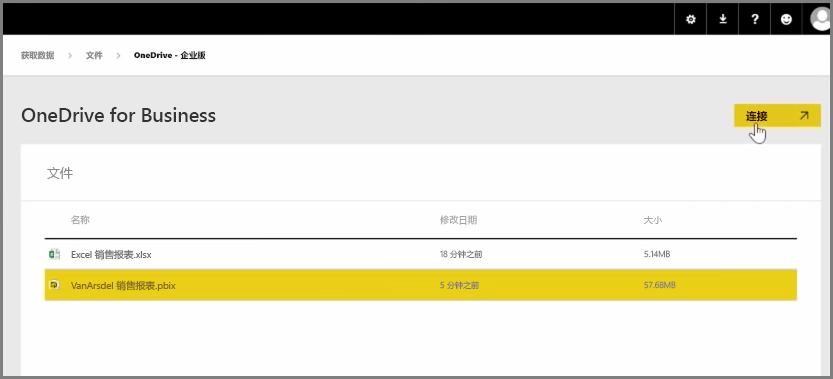 获取数据 > 文件 > OneDrive - 企业版
OneDrive for Business
连接
文件
名称 修改日期 大小
Excel 销售报表.xlsx 18 分钟之前 5.14MB
VanArsdel 销售报表.pbix 5 分钟之前 57.68MB